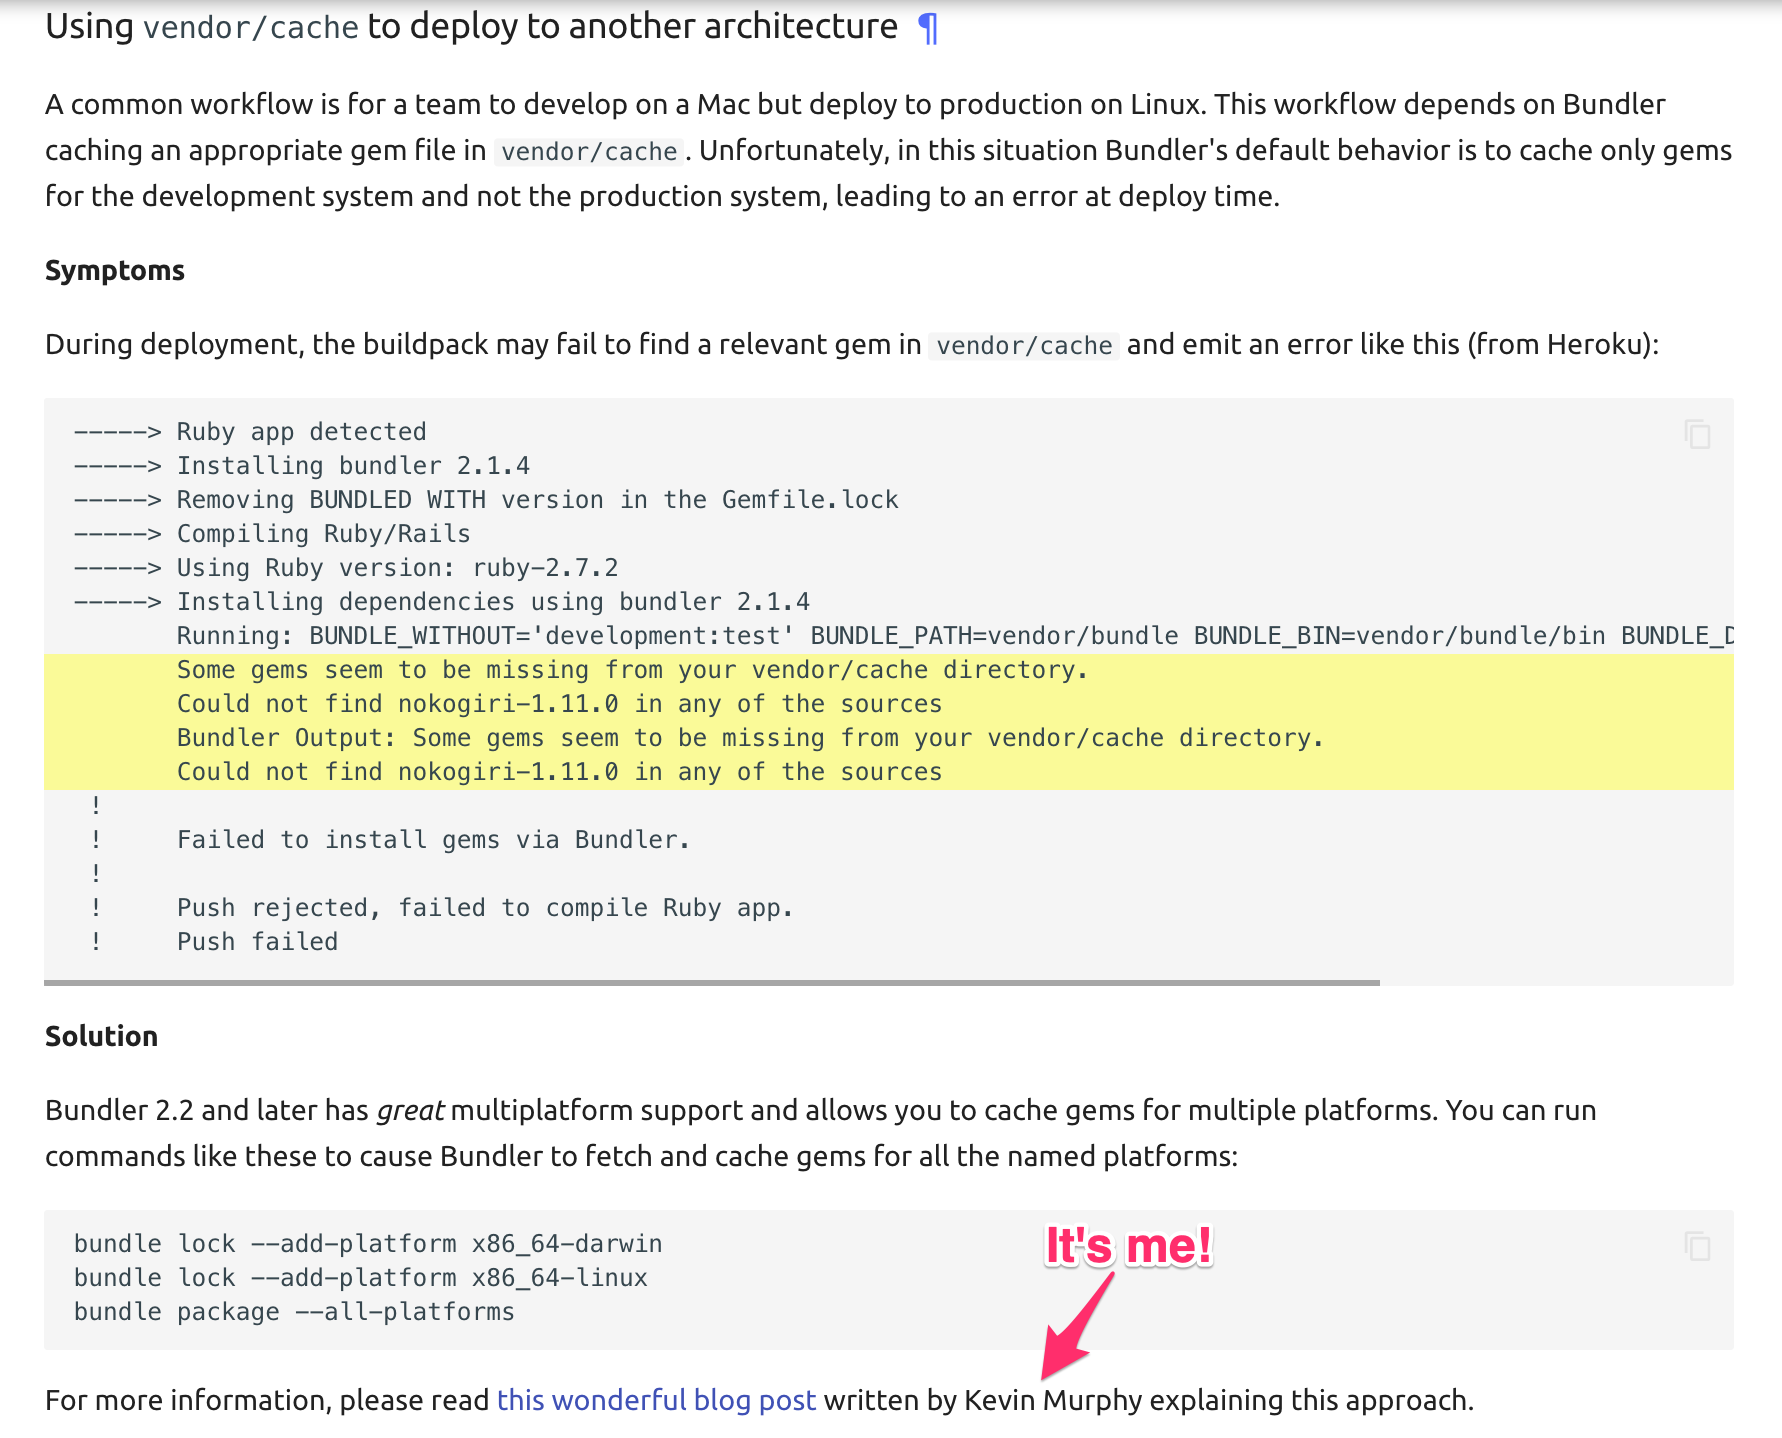 Using vendor/cache to deploy to another architecture ¶
A common workflow is for a team to develop on a Mac but deploy to production on Linux. This workflow depends on Bundler
caching an appropriate gem file in vendor/cache. Unfortunately, in this situation Bundler's default behavior is to cache only gems
for the development system and not the production system, leading to an error at deploy time.
Symptoms
During deployment, the buildpack may fail to find a relevant gem in vendor/cache and emit an error like this (from Heroku):
-----> Ruby app detected
-----> Installing bundler 2.1.4
-----> Removing BUNDLED WITH version in the Gemfile.lock
-----> Compiling Ruby/Rails
-----> Using Ruby version: ruby-2.7.2
-----> Installing dependencies using bundler 2.1.4
Running: BUNDLE_WITHOUT='development:test' BUNDLE_PATH=vendor/bundle BUNDLE_BIN=vendor/bundle/bin BUNDLE_D
Some gems seem to be missing from your vendor/cache directory.
Could not find nokogiri-1.11.0 in any of the sources
Bundler Output: Some gems seem to be missing from your vendor/cache directory.
Could not find nokogiri-1.11.0 in any of the sources
!
! Failed to install gems via Bundler.
!
! Push rejected, failed to compile Ruby app.
! Push failed
Solution
Bundler 2.2 and later has great multiplatform support and allows you to cache gems for multiple platforms. You can run
commands like these to cause Bundler to fetch and cache gems for all the named platforms:
bundle lock --add-platform x86_64-darwin
bundle lock --add-platform x86_64-linux
bundle package --all-platforms
It's me!
For more information, please read this wonderful blog post written by Kevin Murphy explaining this approach.